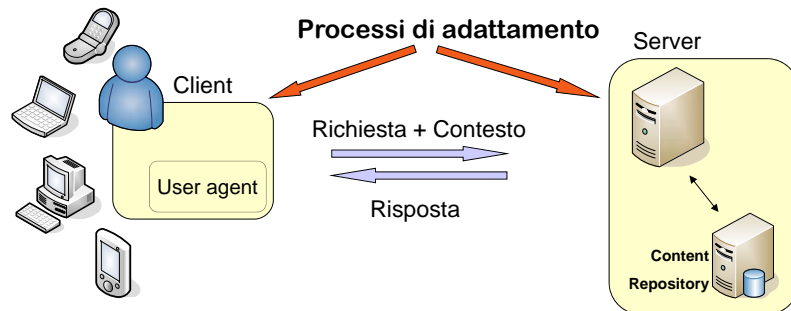 Processi di adattamento
Server
Client
Richiesta + Contesto
User agent
Risposta
Content
Repository